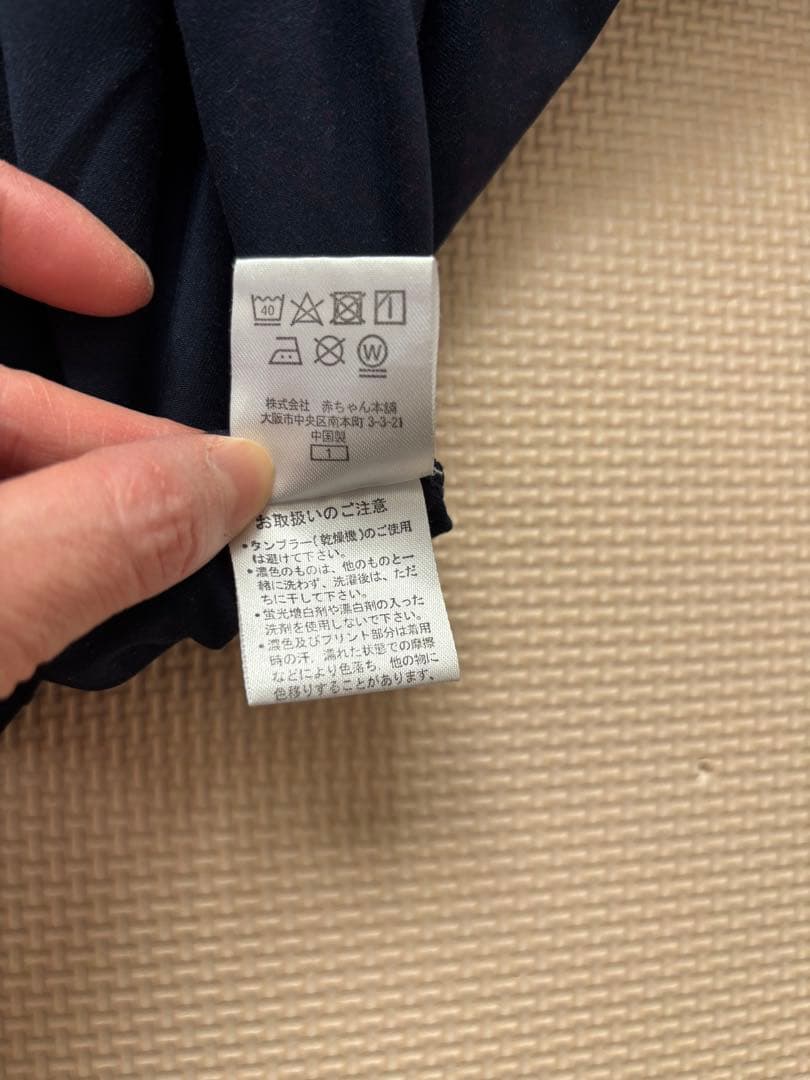 40
W
株式会社 赤ちゃん本舗
大阪市中央区南本町 3-3-21
中国製
1
お取扱いのご注意
・タンブラー(乾燥機)のご使用
は避けて下さい。
・濃色のものは、他のものと一
緒に洗わず、洗濯後は、ただ
ちに干して下さい。
・蛍光増白剤や漂白剤の入った
洗剤を使用しないで下さい。
・濃色及びプリント部分は着用
時の汗、濡れた状態での摩擦
などにより色落ち、他の物に
色移りすることがあります、